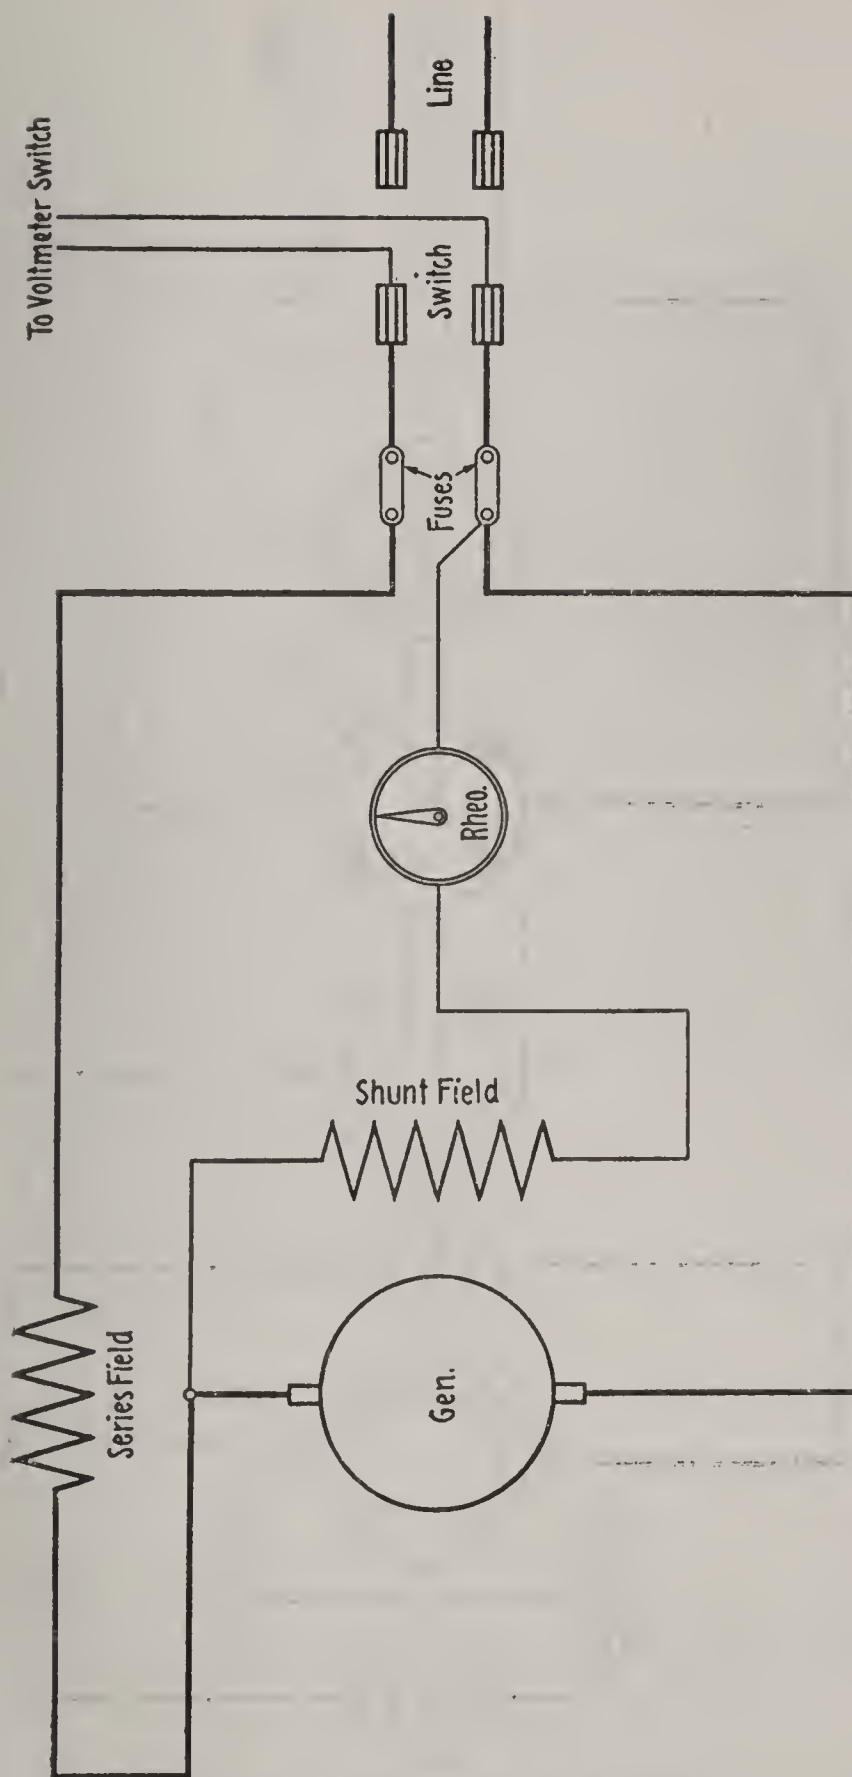 To Voltmeter Switch
Line
Switch
Fuses
Rheo.
Shunt Field
Series Field
Gen.